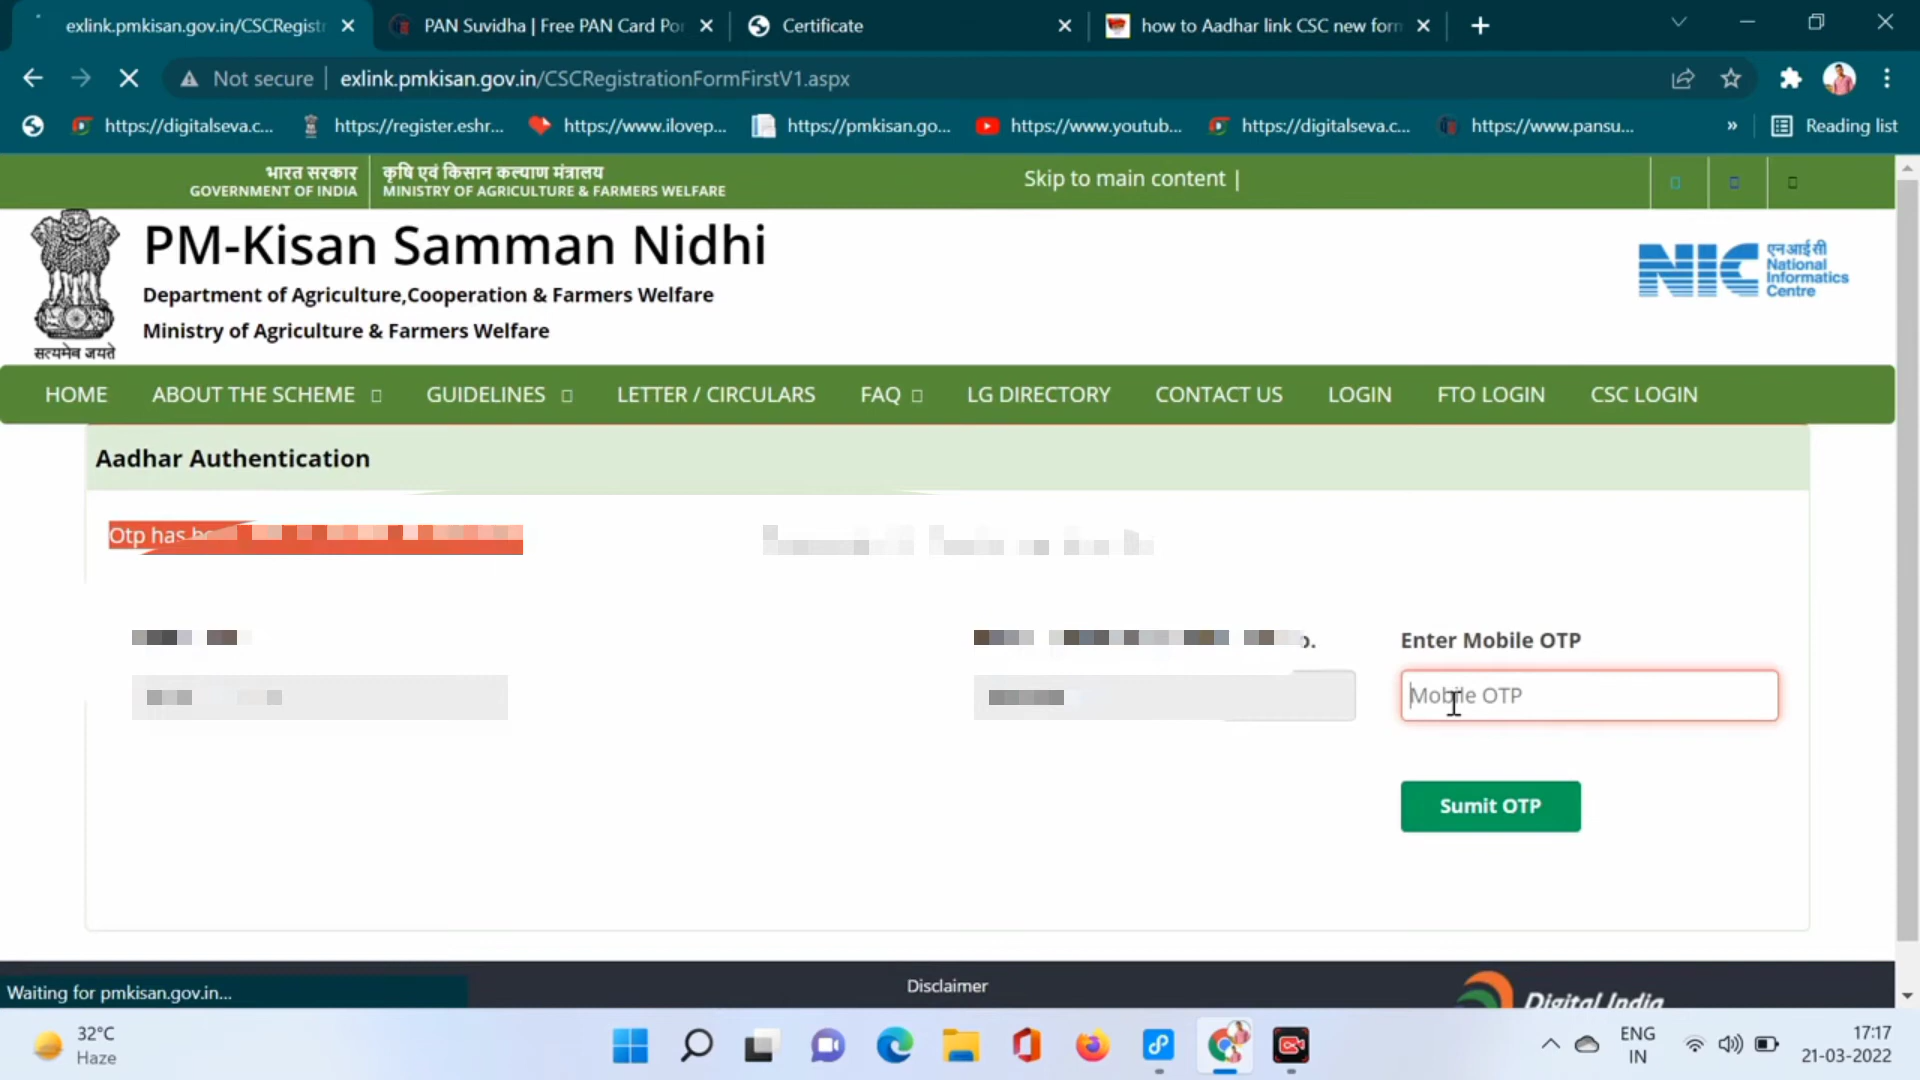 exlink.pmkisan.gov.in/CSCRegistr
PAN Suvidha | Free PAN Card Por
Certificate
how to Aadhar link CSC new form
Not secure
exlink.pmkisan.gov.in/CSCRegistrationFormFirstV1.aspx
https://digitalseva.c...
https://register.eshr...
https://www.ilovep...
https://pmkisan.go...
https://www.youtub...
https://digitalseva.c...
https://www.pansu...
»
Reading list
भारत सरकार
GOVERNMENT OF INDIA
कृषि एवं किसान कल्याण मंत्रालय
MINISTRY OF AGRICULTURE & FARMERS WELFARE
Skip to main content |
सत्यमेव जयते
PM-Kisan Samman Nidhi
Department of Agriculture,Cooperation & Farmers Welfare
Ministry of Agriculture & Farmers Welfare
NIC
एनआईसी
National
Informatics
Centre
HOME
ABOUT THE SCHEME
GUIDELINES
LETTER / CIRCULARS
FAQ
LG DIRECTORY
CONTACT US
LOGIN
FTO LOGIN
CSC LOGIN
Aadhar Authentication
Otp has
Enter Mobile OTP
Mobile OTP
Sumit OTP
Disclaimer
Digital India
Waiting for pmkisan.gov.in...
32°C
Haze
ENG
IN
17:17
21-03-2022